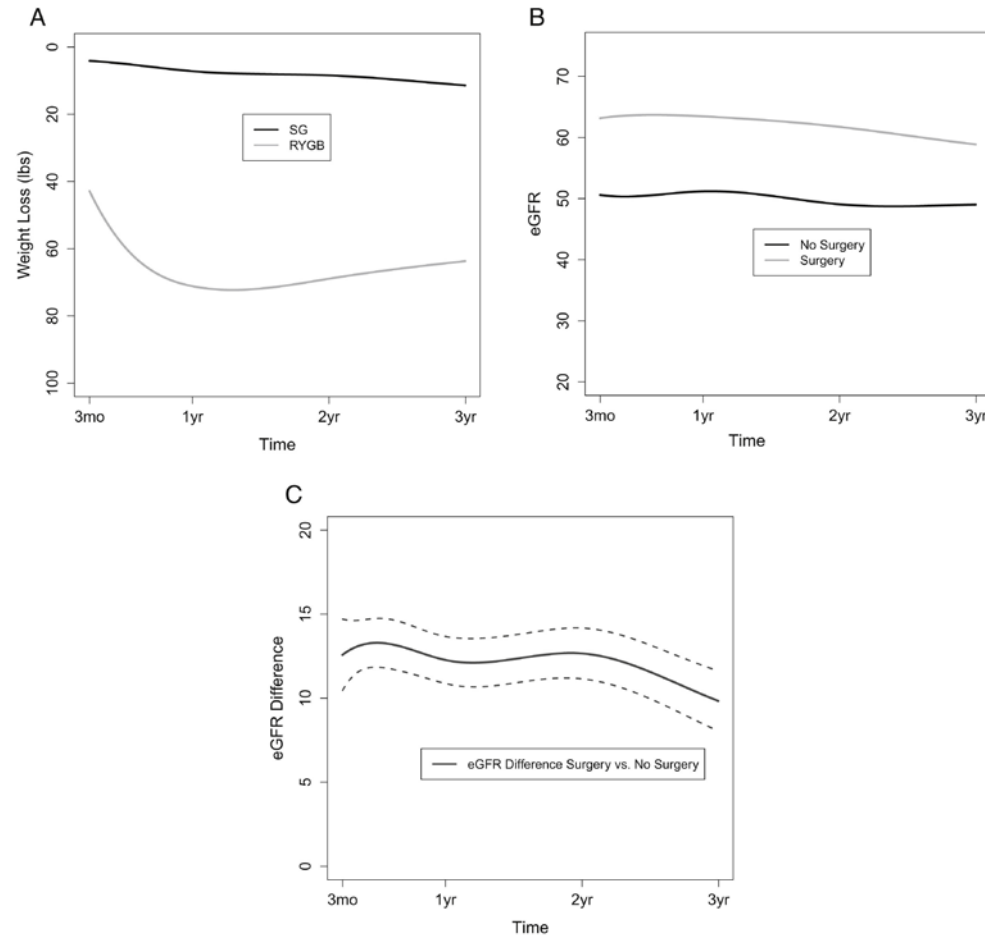 A
0
20
40
60
80
100
Weight Loss (lbs)
SG
RYGB
3mo 1yr 2yr 3yr
Time
B
70
60
50
40
30
20
eGFR
No Surgery
Surgery
3mo 1yr 2yr 3yr
Time
C
20
15
10
5
0
eGFR Difference
eGFR Difference Surgery vs. No Surgery
3mo 1yr 2yr 3yr
Time